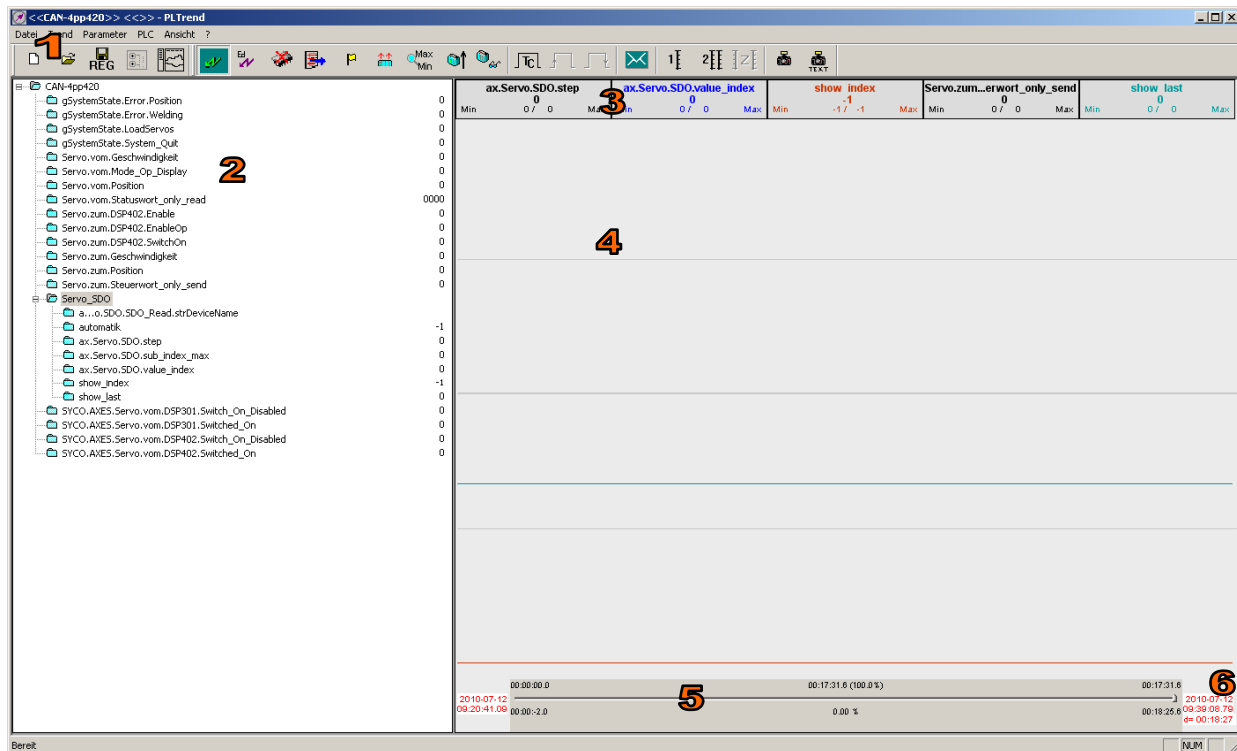 <<CAN-4pp420>> <<>> - PLTrend
Datei Trend Parameter PLC Ansicht ?
1
REG
Ed
Max
Min
Tc
1
2
Z
TEXT
CAN-4pp420
gSystemState.Error.Position 0
gSystemState.Error.Welding 0
gSystemState.LoadServos 0
gSystemState.System_Quit 0
Servo.vom.Geschwindigkeit 0
Servo.vom.Mode_Op_Display 0
2
Servo.vom.Position 0
Servo.vom.Statuswort_only_read 0000
Servo.zum.DSP402.Enable 0
Servo.zum.DSP402.EnableOp 0
Servo.zum.DSP402.SwitchOn 0
Servo.zum.Geschwindigkeit 0
Servo.zum.Position 0
Servo.zum.Steuerwort_only_send 0
Servo_SDO
a...o.SDO.SDO_Read.strDeviceName
automatik -1
ax.Servo.SDO.step 0
ax.Servo.SDO.sub_index_max 0
ax.Servo.SDO.value_index 0
show_index -1
show_last 0
SYCO.AXES.Servo.vom.DSP301.Switch_On_Disabled 0
SYCO.AXES.Servo.vom.DSP301.Switched_On 0
SYCO.AXES.Servo.vom.DSP402.Switch_On_Disabled 0
SYCO.AXES.Servo.vom.DSP402.Switched_On 0
ax.Servo.SDO.step
0
Min 0 / 0 Max
3
ax.Servo.SDO.value_index
0
Min 0 / 0 Max
show_index
-1
Min -1 / -1 Max
Servo.zum...erwort_only_send
0
Min 0 / 0 Max
show_last
0
Min 0 / 0 Max
4
00:00:00.0 00:17:31.6 (100.0%) 00:17:31.6
5
6
2010-07-12
09:20:41.09
00:00:-2.0 0.00 % 00:18:25.6
2010-07-12
09:39:08.79
d= 00:18:27
Bereit NUM